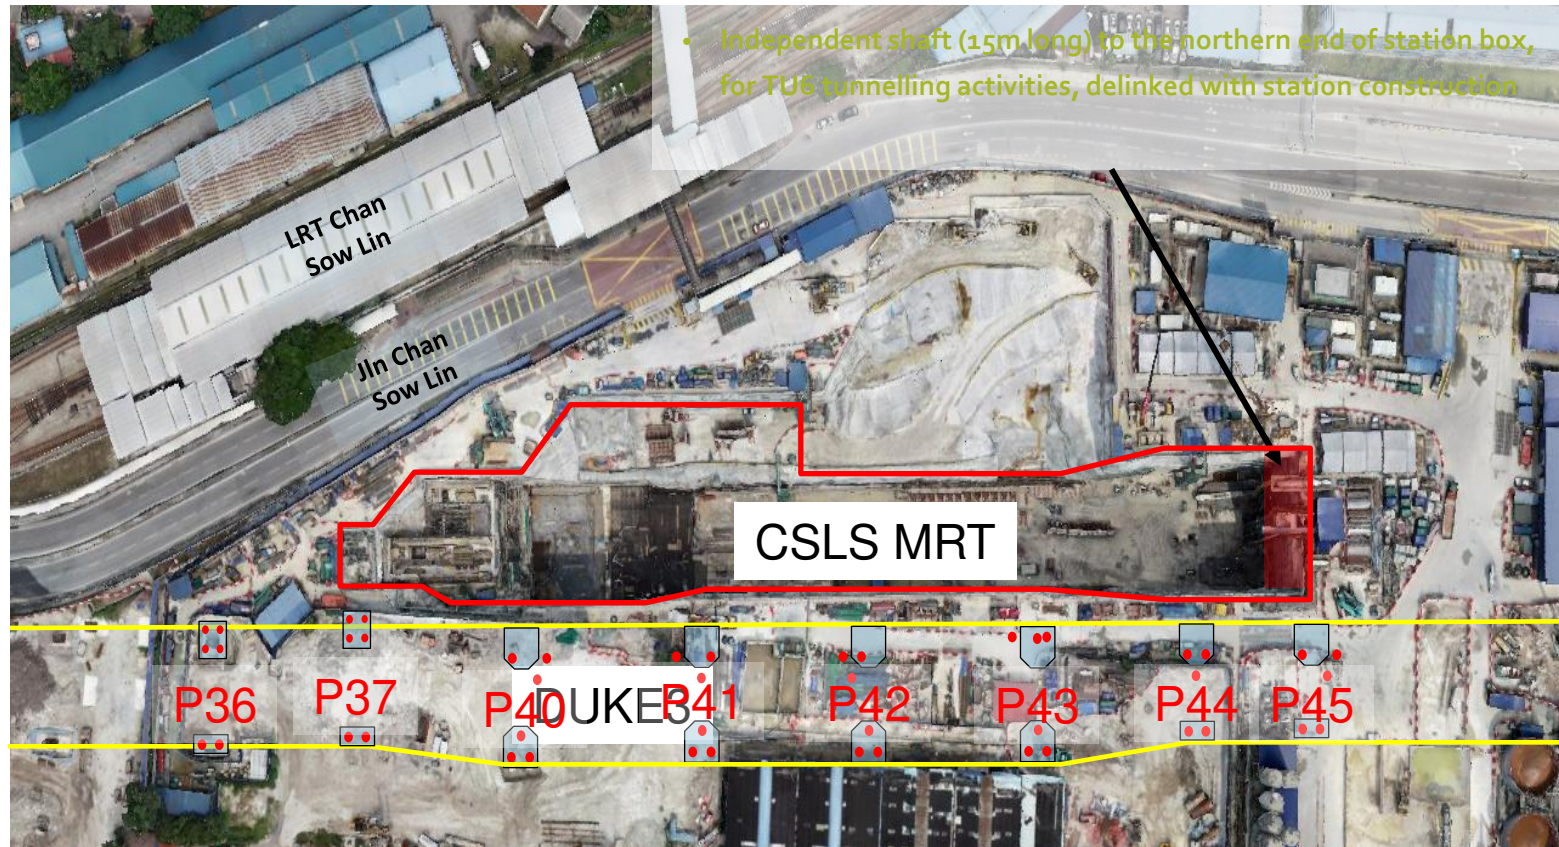 • Independent shaft (15m long) to the northern end of station box,
for TU6 tunnelling activities, delinked with station construction
LRT Chan
Sow Lin
Jln Chan
Sow Lin
CSLS MRT
P36
P37
P40
DUKE3
P41
P42
P43
P44
P45